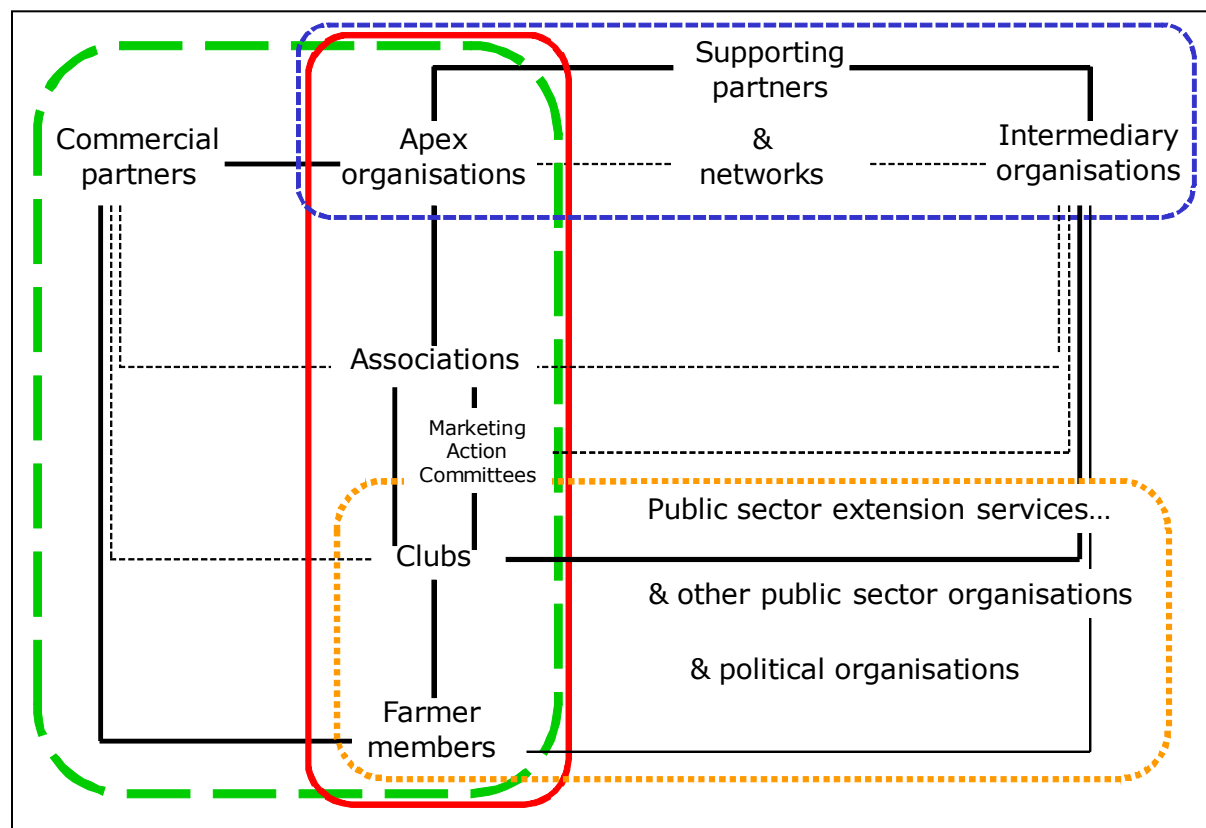 Supporting
partners
&
networks
Commercial
partners
Apex
organisations
Intermediary
organisations
Associations
Marketing
Action
Committees
Public sector extension services…
Clubs
& other public sector organisations
& political organisations
Farmer
members